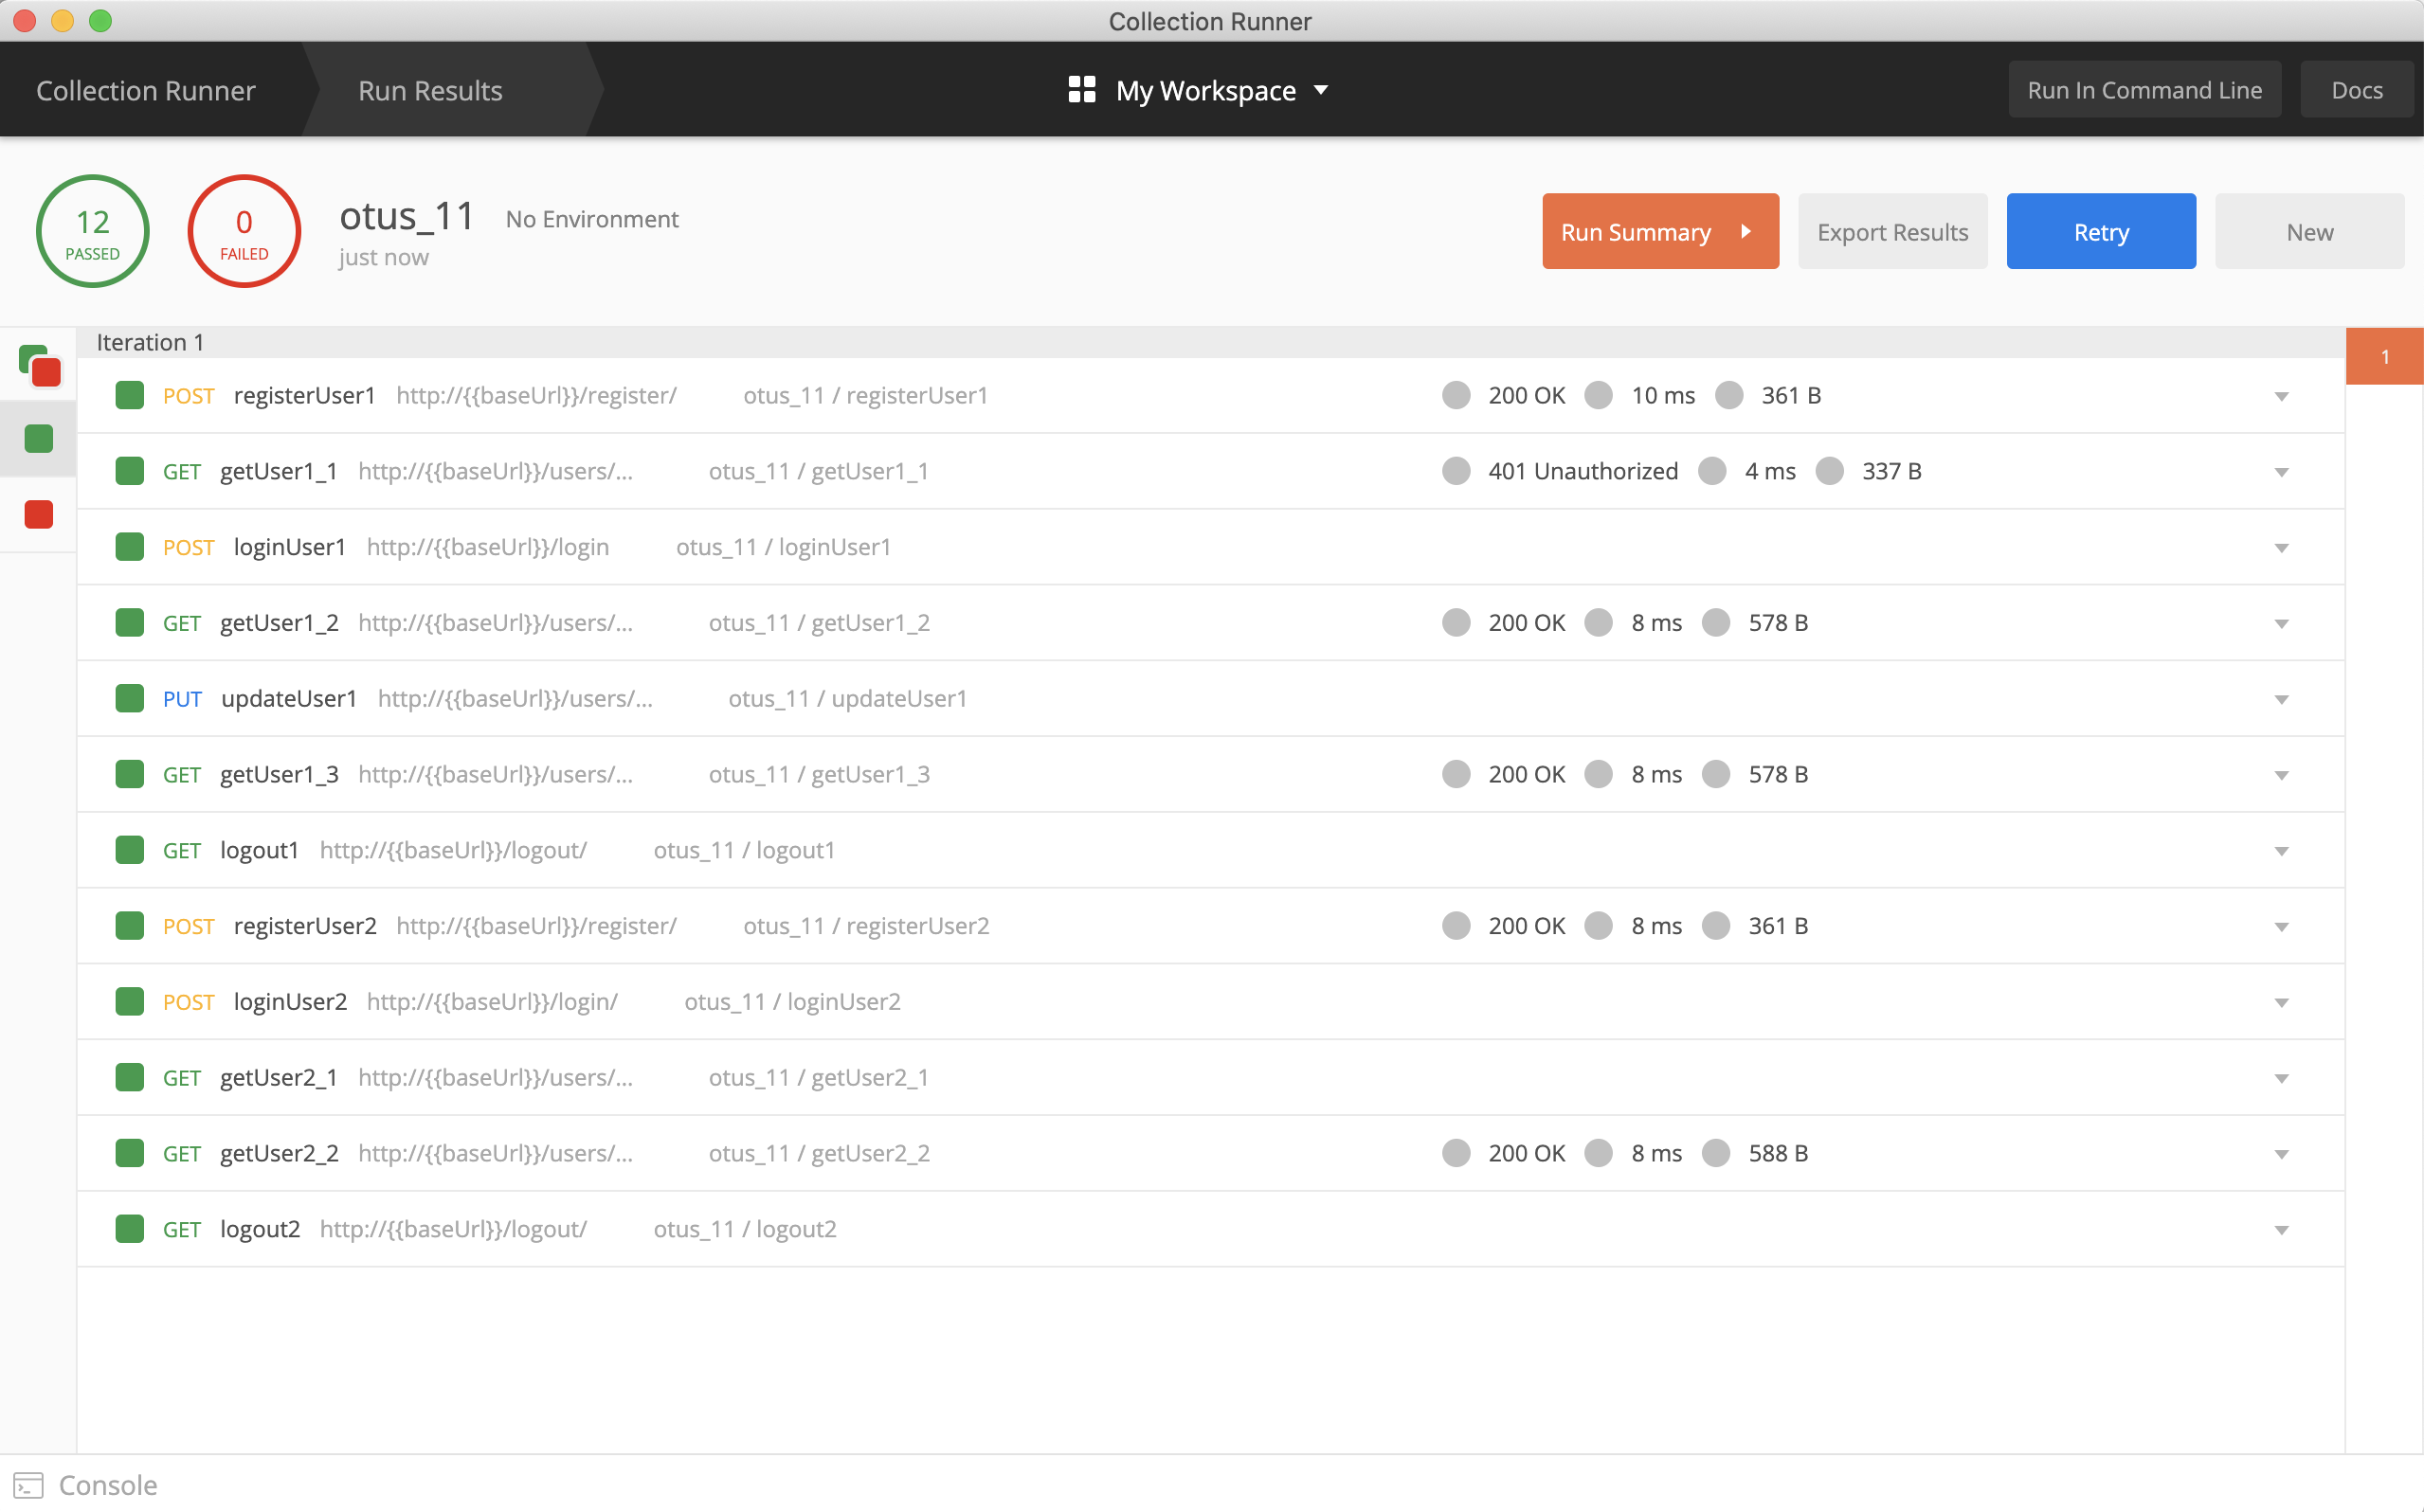 Collection Runner
Collection Runner Run Results My Workspace Run In Command Line Docs
12 PASSED
0 FAILED
otus_11 No Environment
just now
Run Summary Export Results Retry New
Iteration 1
1
POST registerUser1 http://{{baseUrl}}/register/ otus_11 / registerUser1 200 OK 10 ms 361 B
GET getUser1_1 http://{{baseUrl}}/users/... otus_11 / getUser1_1 401 Unauthorized 4 ms 337 B
POST loginUser1 http://{{baseUrl}}/login otus_11 / loginUser1
GET getUser1_2 http://{{baseUrl}}/users/... otus_11 / getUser1_2 200 OK 8 ms 578 B
PUT updateUser1 http://{{baseUrl}}/users/... otus_11 / updateUser1
GET getUser1_3 http://{{baseUrl}}/users/... otus_11 / getUser1_3 200 OK 8 ms 578 B
GET logout1 http://{{baseUrl}}/logout/ otus_11 / logout1
POST registerUser2 http://{{baseUrl}}/register/ otus_11 / registerUser2 200 OK 8 ms 361 B
POST loginUser2 http://{{baseUrl}}/login/ otus_11 / loginUser2
GET getUser2_1 http://{{baseUrl}}/users/... otus_11 / getUser2_1
GET getUser2_2 http://{{baseUrl}}/users/... otus_11 / getUser2_2 200 OK 8 ms 588 B
GET logout2 http://{{baseUrl}}/logout/ otus_11 / logout2
Console